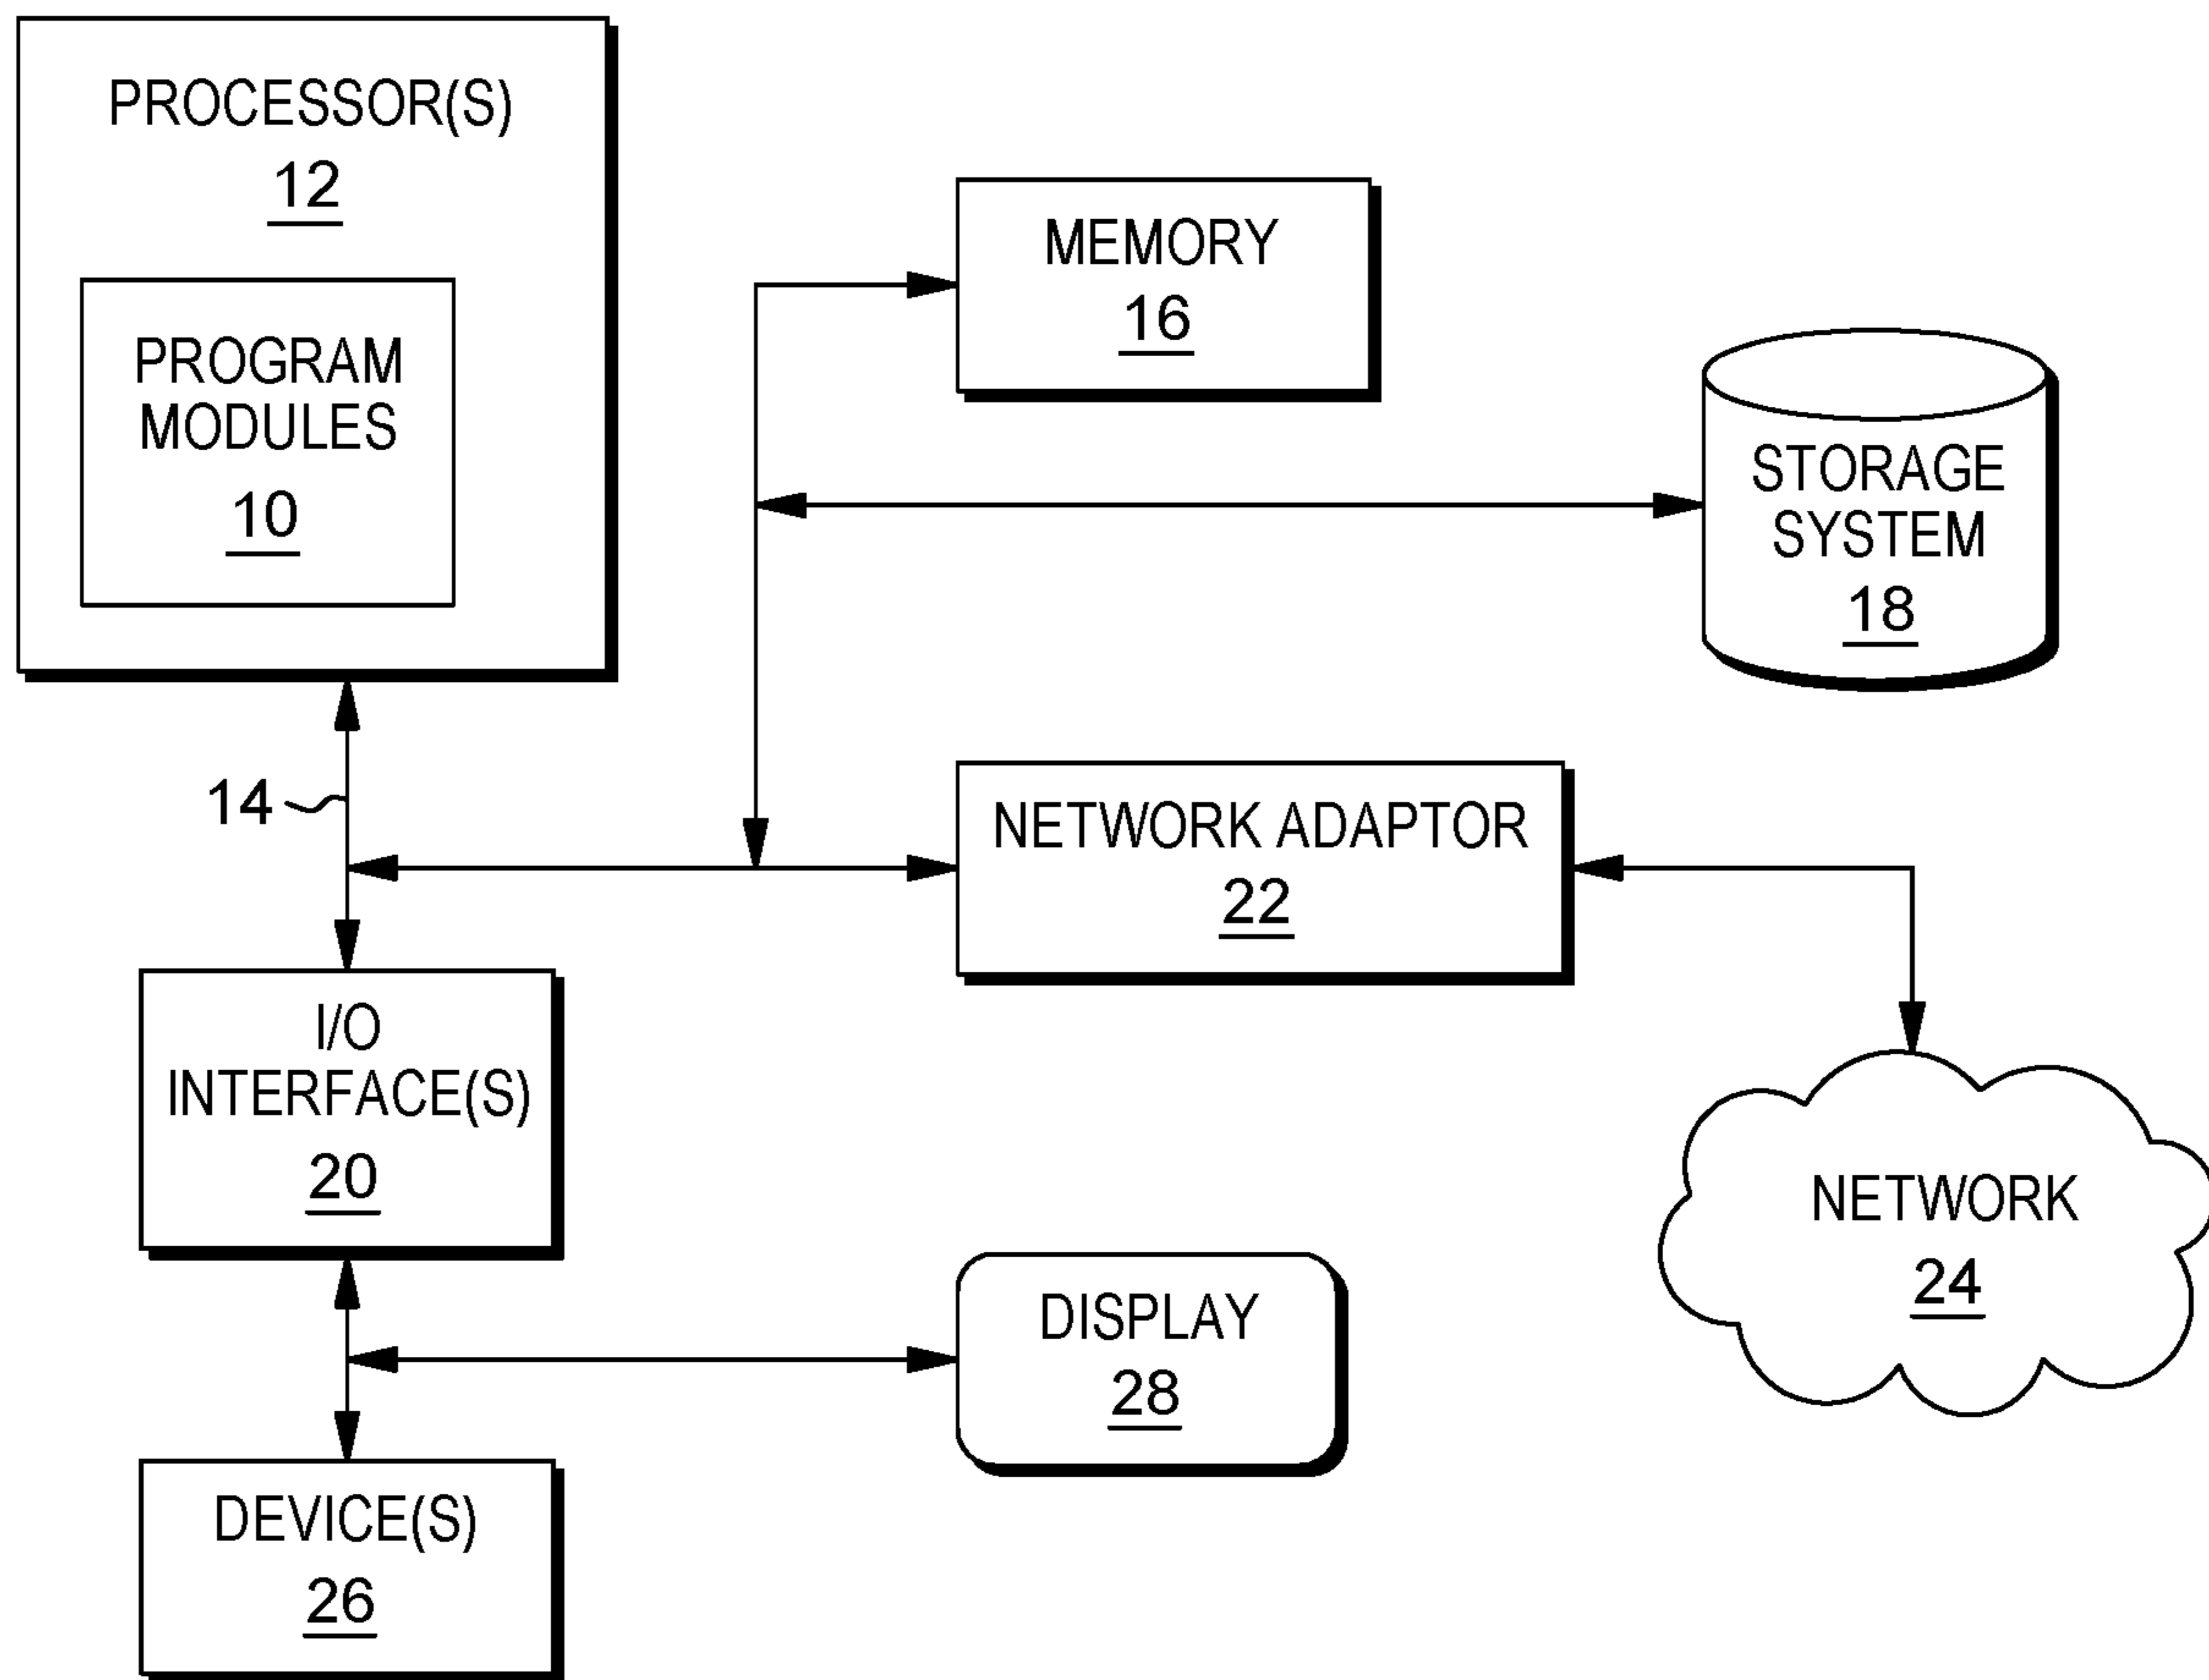 PROCESSOR(S)
12
PROGRAM
MODULES
10
MEMORY
16
STORAGE
SYSTEM
18
14
NETWORK ADAPTOR
22
I/O
INTERFACE(S)
20
NETWORK
24
DISPLAY
28
DEVICE(S)
26